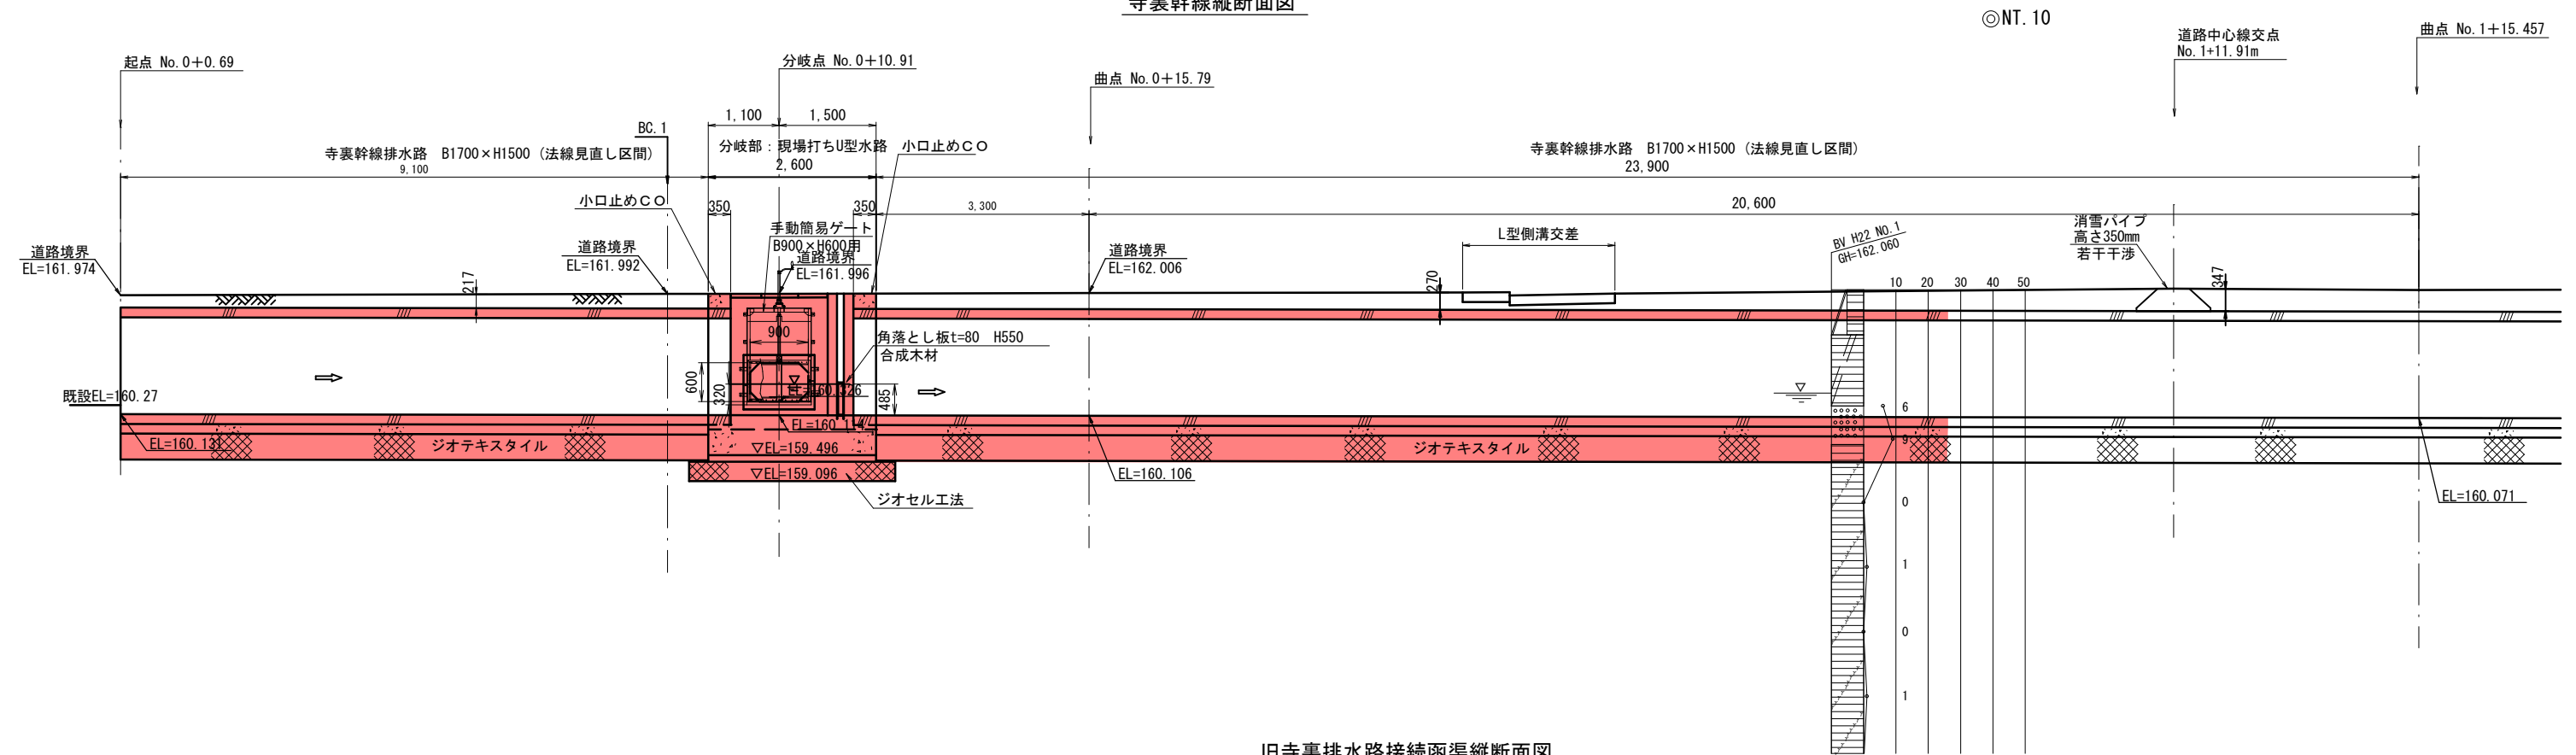 寺裏幹線縦断面図
◎NT.10
起点 No.0+0.69
分岐点 No.0+10.91
曲点 No.0+15.79
道路中心線交点
No.1+11.91m
曲点 No.1+15.457
BC.1
1,100
1,500
寺裏幹線排水路 B1700×H1500 (法線見直し区間)
9,100
分岐部：現場打ちU型水路
2,600
小口止めCO
寺裏幹線排水路 B1700×H1500 (法線見直し区間)
23,900
小口止めCO
350
350
3,300
20,600
手動簡易ゲート
B900×H600用
道路境界
EL=161.974
道路境界
EL=161.992
道路境界
EL=161.996
道路境界
EL=162.006
L型側溝交差
BV H22 NO.1
GH=162.060
消雪パイプ
高さ350mm
若干干渉
217
270
347
10 20 30 40 50
900
角落とし板t=80 H550
合成木材
600
320
EL=160.326
485
既設EL=160.27
EL=160.131
ジオテキスタイル
EL=160.114
▽EL=159.496
▽EL=159.096
ジオセル工法
EL=160.106
ジオテキスタイル
6
9
0
1
0
1
EL=160.071
旧寺裏排水路接続函渠縦断面図